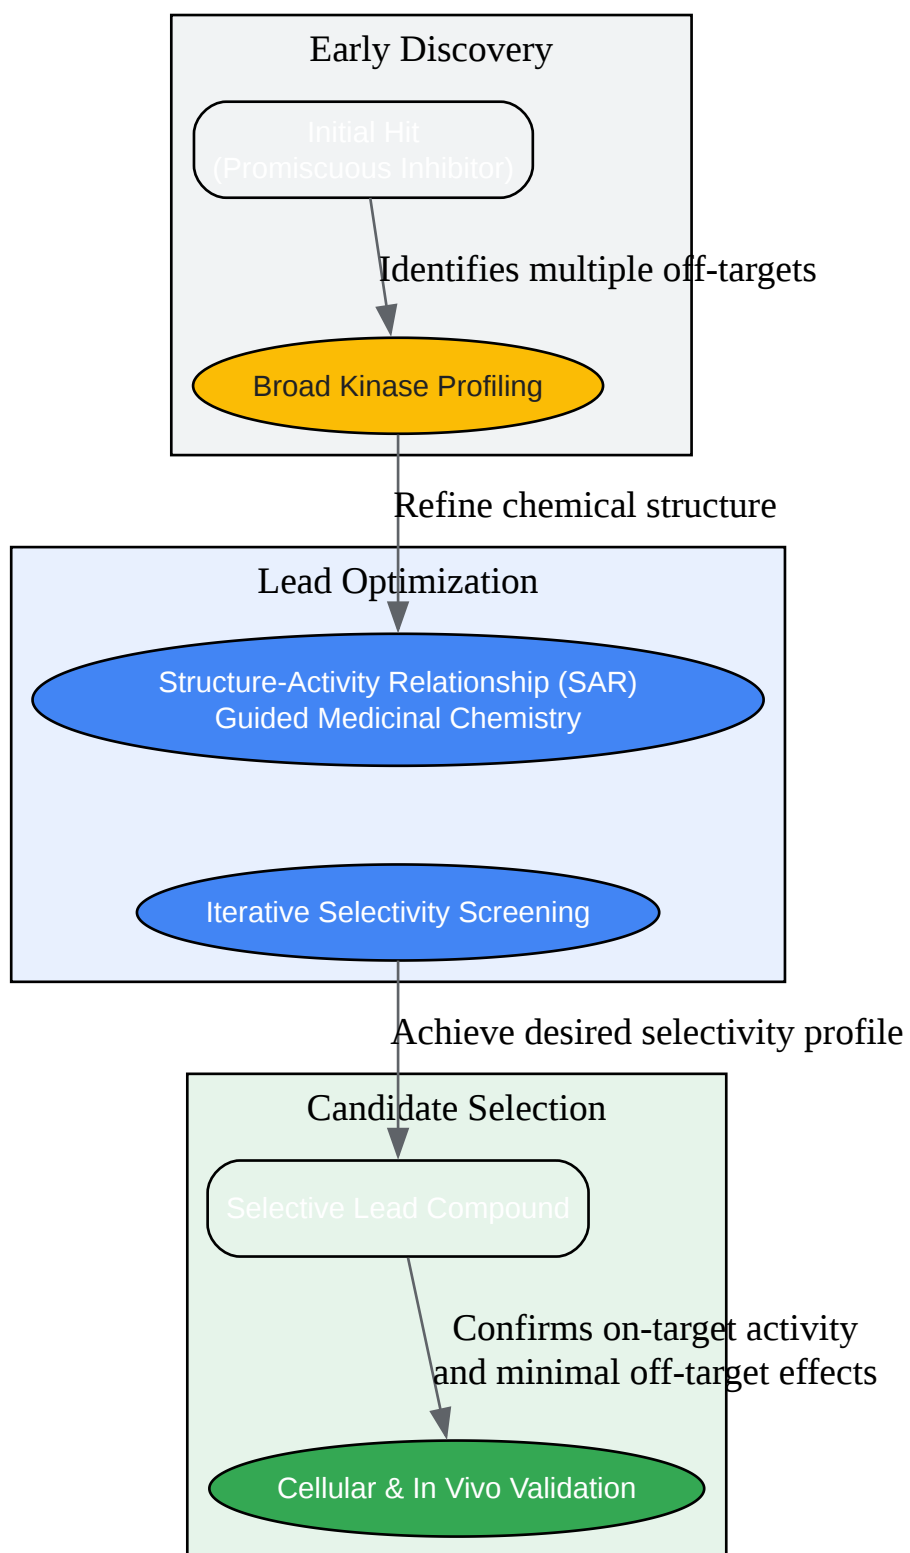 Early Discovery
Initial Hit
(Promiscuous Inhibitor)
Identifies multiple off-targets
Broad Kinase Profiling
Refine chemical structure
Lead Optimization
Structure-Activity Relationship (SAR)
Guided Medicinal Chemistry
Iterative Selectivity Screening
Achieve desired selectivity profile
Candidate Selection
Selective Lead Compound
Confirms on-target activity
and minimal off-target effects
Cellular & In Vivo Validation